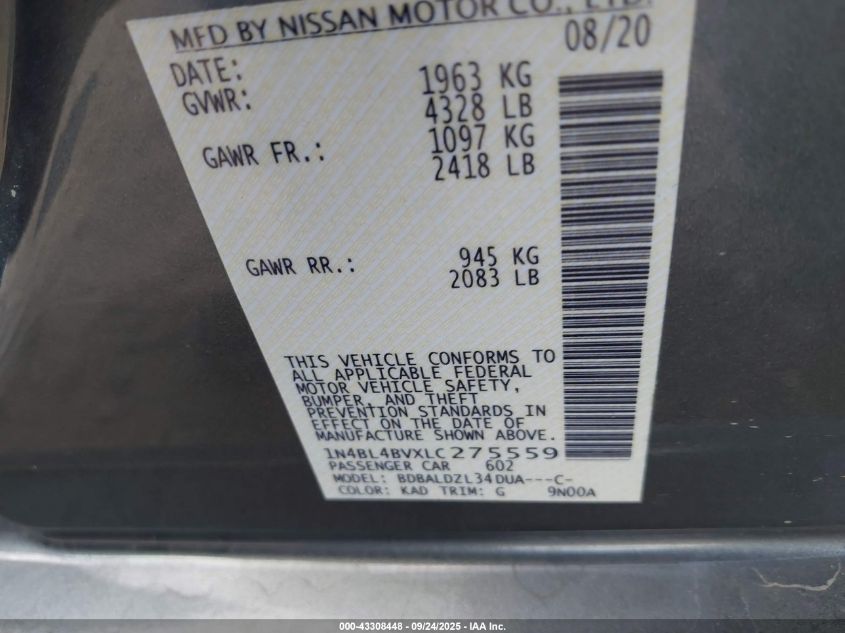 MFD BY NISSAN MOTOR CO., LTD.
DATE: 08/20
GVWR: 1963 KG
4328 LB
GAWR FR.: 1097 KG
2418 LB
GAWR RR.: 945 KG
2083 LB
THIS VEHICLE CONFORMS TO
ALL APPLICABLE FEDERAL
MOTOR VEHICLE SAFETY,
BUMPER, AND THEFT
PREVENTION STANDARDS IN
EFFECT ON THE DATE OF
MANUFACTURE SHOWN ABOVE.
1N4BL4BVXLC275559
PASSENGER CAR 602
MODEL: BDBALDZL34DUA---C-
COLOR: KAD TRIM: G 9N00A
000-43308448 - 09/24/2025 - IAA Inc.